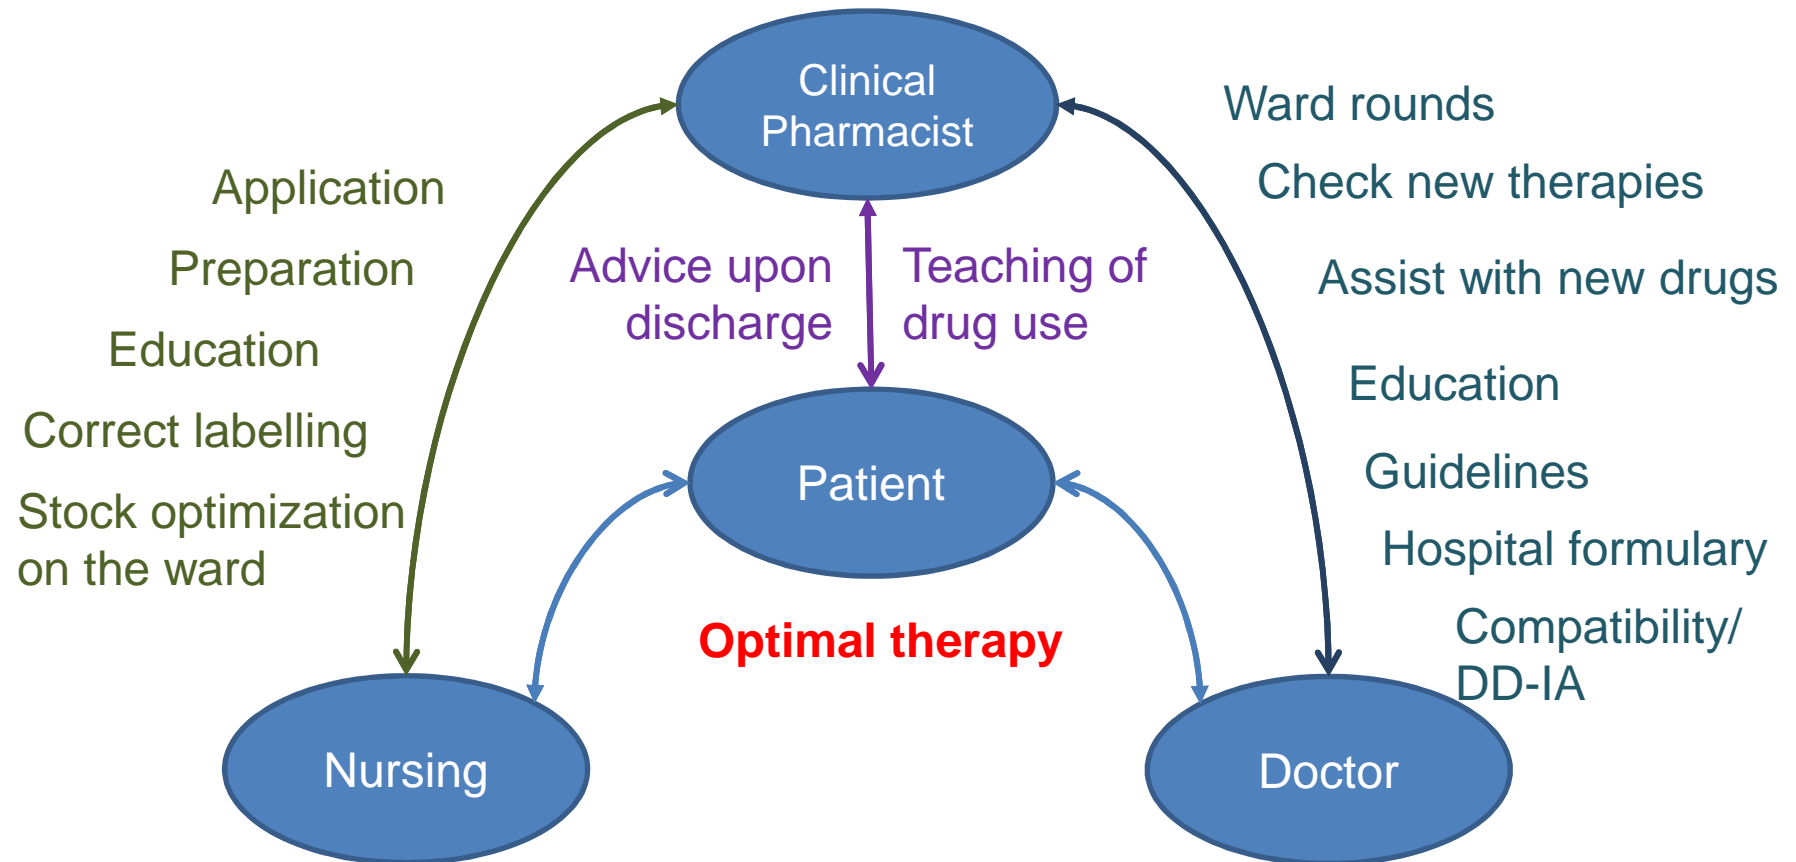 Clinical
Pharmacist
Ward rounds
Check new therapies
Assist with new drugs
Education
Guidelines
Hospital formulary
Compatibility/
DD-IA
Application
Preparation
Education
Correct labelling
Stock optimization
on the ward
Advice upon
discharge
Teaching of
drug use
Patient
Optimal therapy
Nursing
Doctor